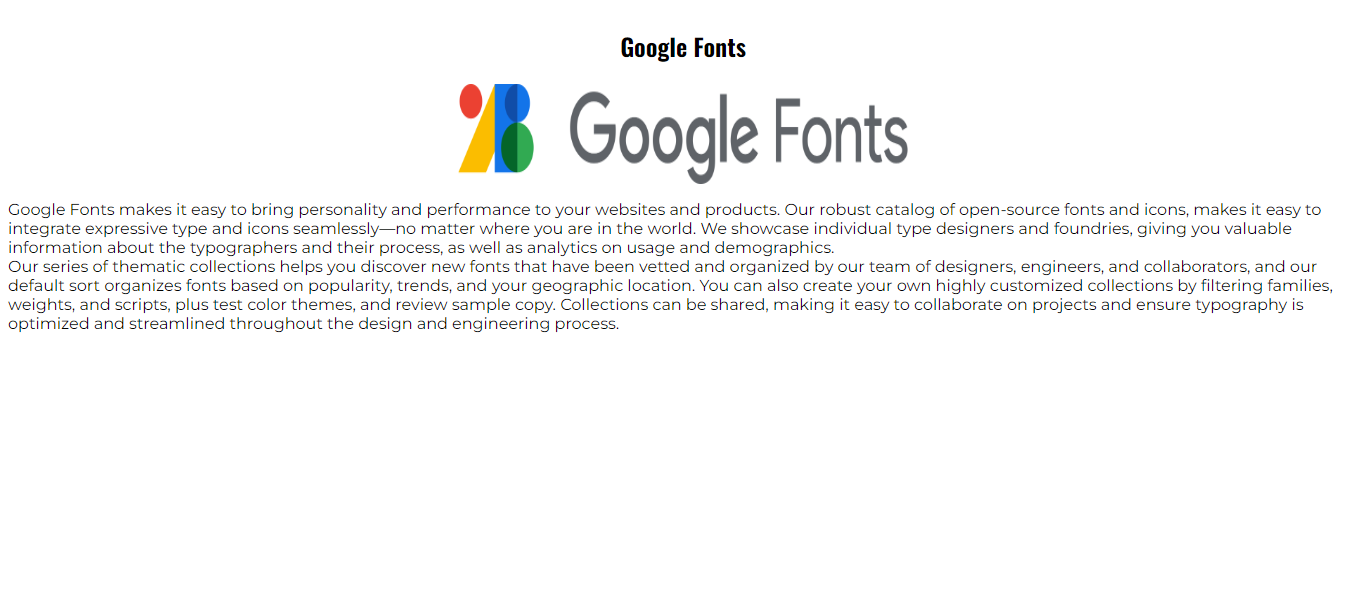 Google Fonts
Google Fonts
Google Fonts makes it easy to bring personality and performance to your websites and products. Our robust catalog of open-source fonts and icons, makes it easy to
integrate expressive type and icons seamlessly—no matter where you are in the world. We showcase individual type designers and foundries, giving you valuable
information about the typographers and their process, as well as analytics on usage and demographics.
Our series of thematic collections helps you discover new fonts that have been vetted and organized by our team of designers, engineers, and collaborators, and our
default sort organizes fonts based on popularity, trends, and your geographic location. You can also create your own highly customized collections by filtering families,
weights, and scripts, plus test color themes, and review sample copy. Collections can be shared, making it easy to collaborate on projects and ensure typography is
optimized and streamlined throughout the design and engineering process.